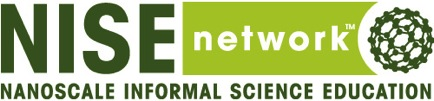 NISE network™
NANOSCALE INFORMAL SCIENCE EDUCATION